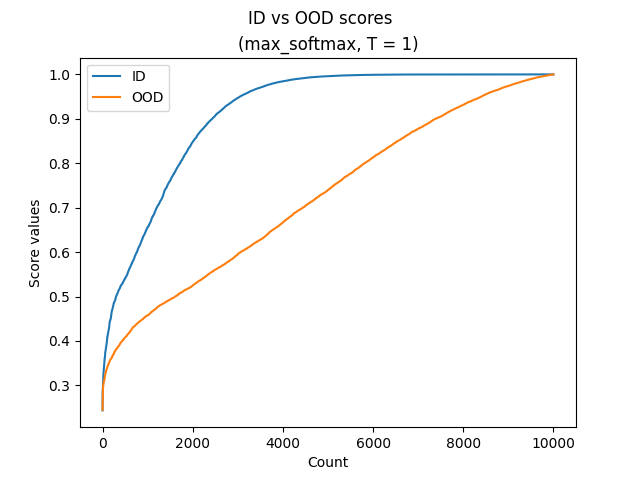 ID vs OOD scores
(max_softmax, T = 1)
ID
OOD
Score values
1.0
0.9
0.8
0.7
0.6
0.5
0.4
0.3
0 2000 4000 6000 8000 10000
Count